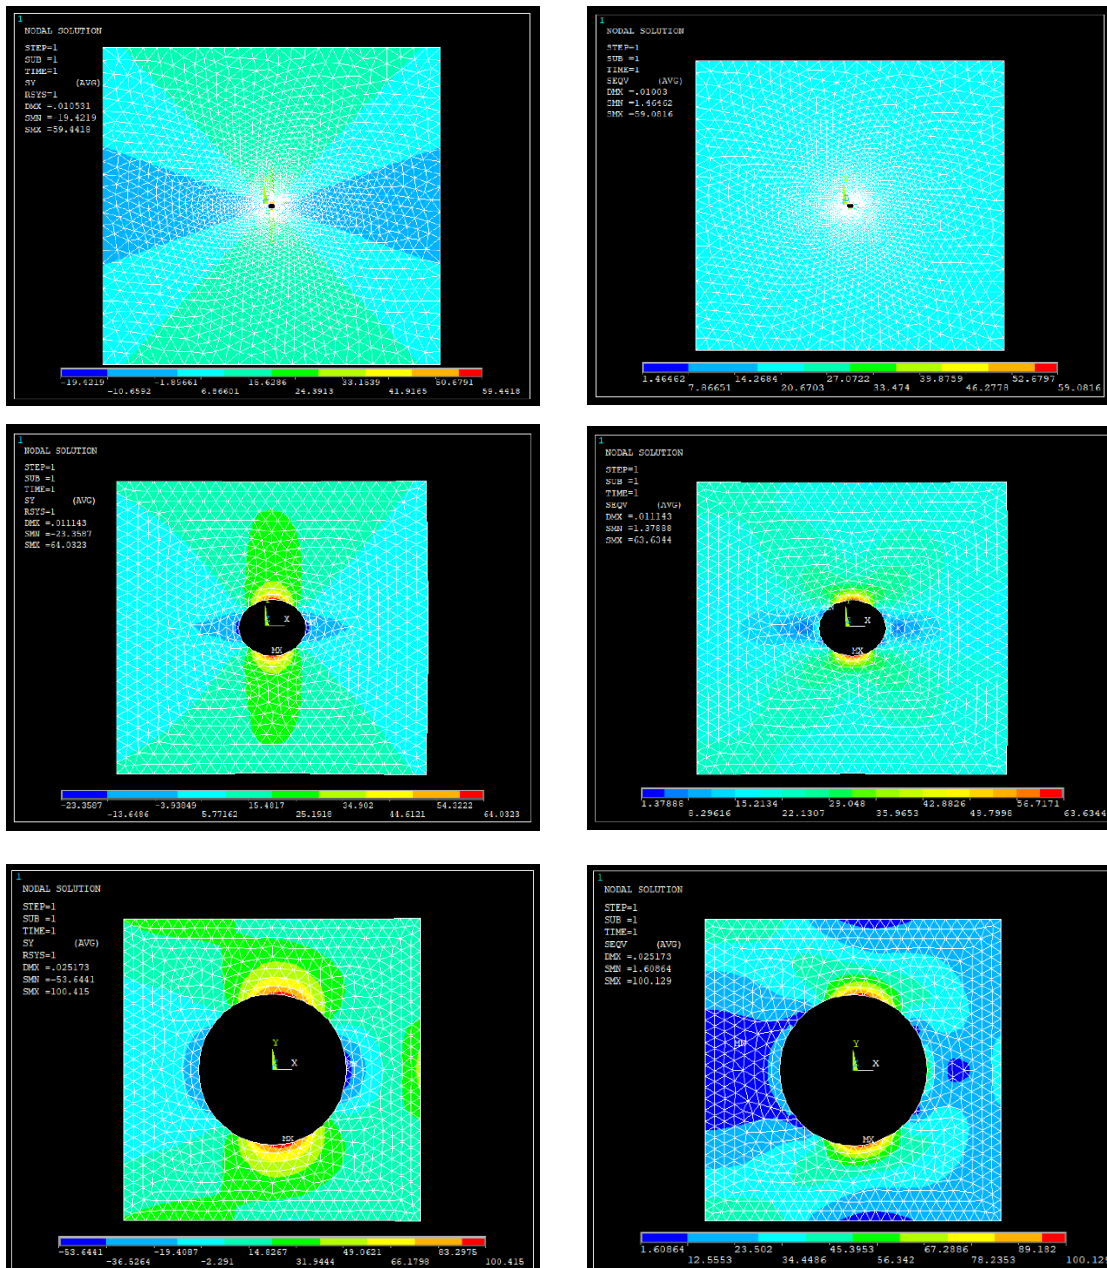 1
NODAL SOLUTION
STEP=1
SUB =1
TIME=1
SY (AVG)
RSYS=1
DMX =.010531
SMN =-19.4219
SMX =59.4418
-19.4219 -1.89661 15.6286 33.1539 50.6791
-10.6592 6.86601 24.3913 41.9165 59.4418
1
NODAL SOLUTION
STEP=1
SUB =1
TIME=1
SEQV (AVG)
DMX =.01003
SMN =1.46462
SMX =59.0816
1.46462 14.2684 27.0722 39.8759 52.6797
7.86651 20.6703 33.474 46.2778 59.0816
1
NODAL SOLUTION
STEP=1
SUB =1
TIME=1
SY (AVG)
RSYS=1
DMX =.011143
SMN =-23.3587
SMX =64.0323
X
MX
-23.3587 -3.93849 15.4817 34.902 54.3222
-13.6486 5.77162 25.1918 44.6121 64.0323
1
NODAL SOLUTION
STEP=1
SUB =1
TIME=1
SEQV (AVG)
DMX =.011143
SMN =1.37888
SMX =63.6344
X
MX
1.37888 15.2134 29.048 42.8826 56.7171
8.29616 22.1307 35.9653 49.7998 63.6344
1
NODAL SOLUTION
STEP=1
SUB =1
TIME=1
SY (AVG)
RSYS=1
DMX =.025173
SMN =-53.6441
SMX =100.415
Y
X
MX
-53.6441 -19.4087 14.8267 49.0621 83.2975
-36.5264 -2.291 31.9444 66.1798 100.415
1
NODAL SOLUTION
STEP=1
SUB =1
TIME=1
SEQV (AVG)
DMX =.025173
SMN =1.60864
SMX =100.129
MN
Y
X
MX
1.60864 23.502 45.3953 67.2886 89.182
12.5553 34.4486 56.342 78.2353 100.129